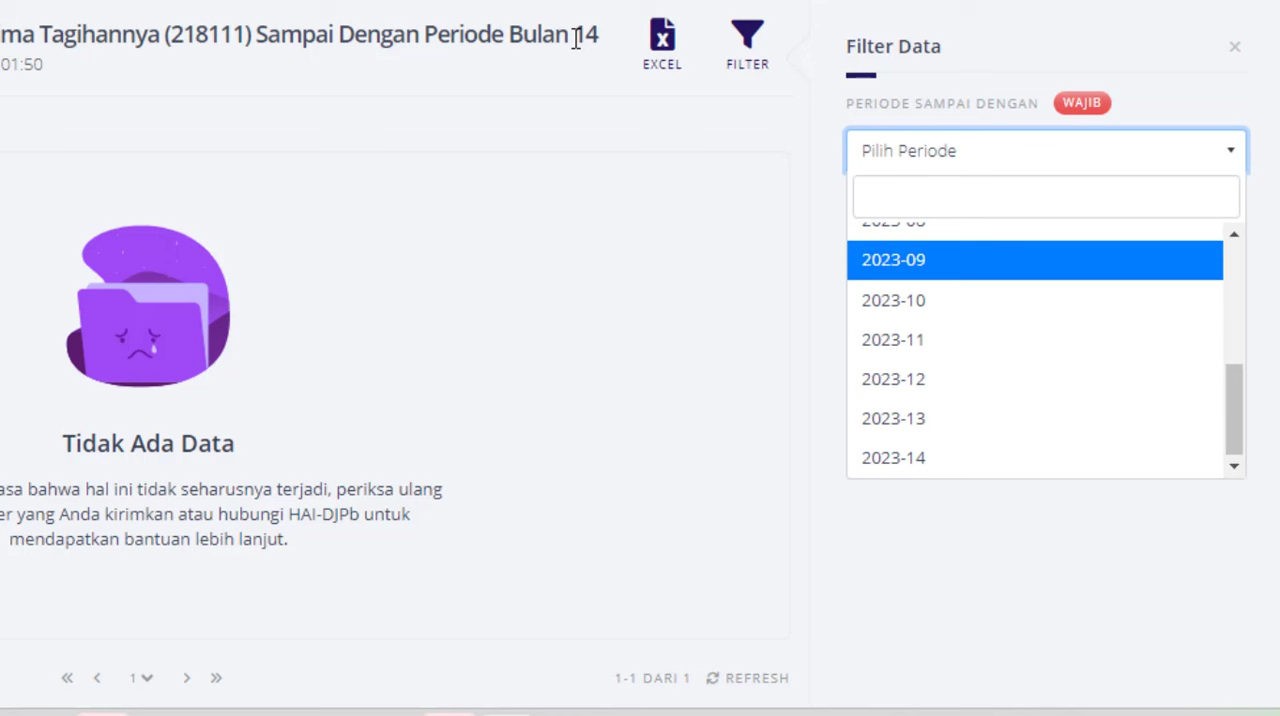 ma Tagihannya (218111) Sampai Dengan Periode Bulan 14
01:50
EXCEL
FILTER
Tidak Ada Data
asa bahwa hal ini tidak seharusnya terjadi, periksa ulang
er yang Anda kirimkan atau hubungi HAI-DJPb untuk
mendapatkan bantuan lebih lanjut.
1
1-1 DARI 1
REFRESH
Filter Data
PERIODE SAMPAI DENGAN WAJIB
Pilih Periode
2023-08
2023-09
2023-10
2023-11
2023-12
2023-13
2023-14